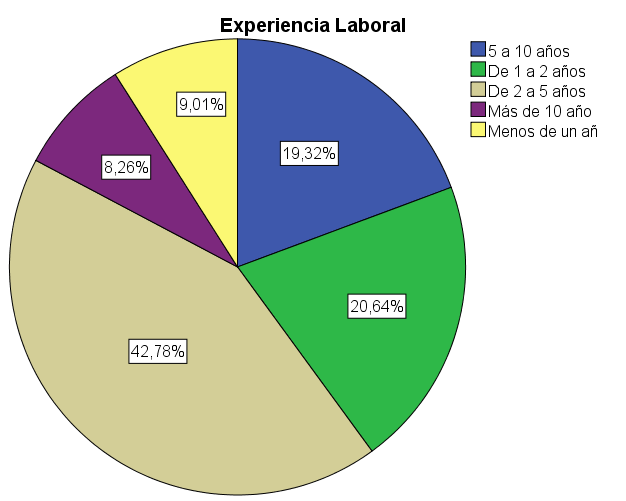 Experiencia Laboral
5 a 10 años
De 1 a 2 años
De 2 a 5 años
Más de 10 año
Menos de un añ
9,01%
19,32%
8,26%
20,64%
42,78%